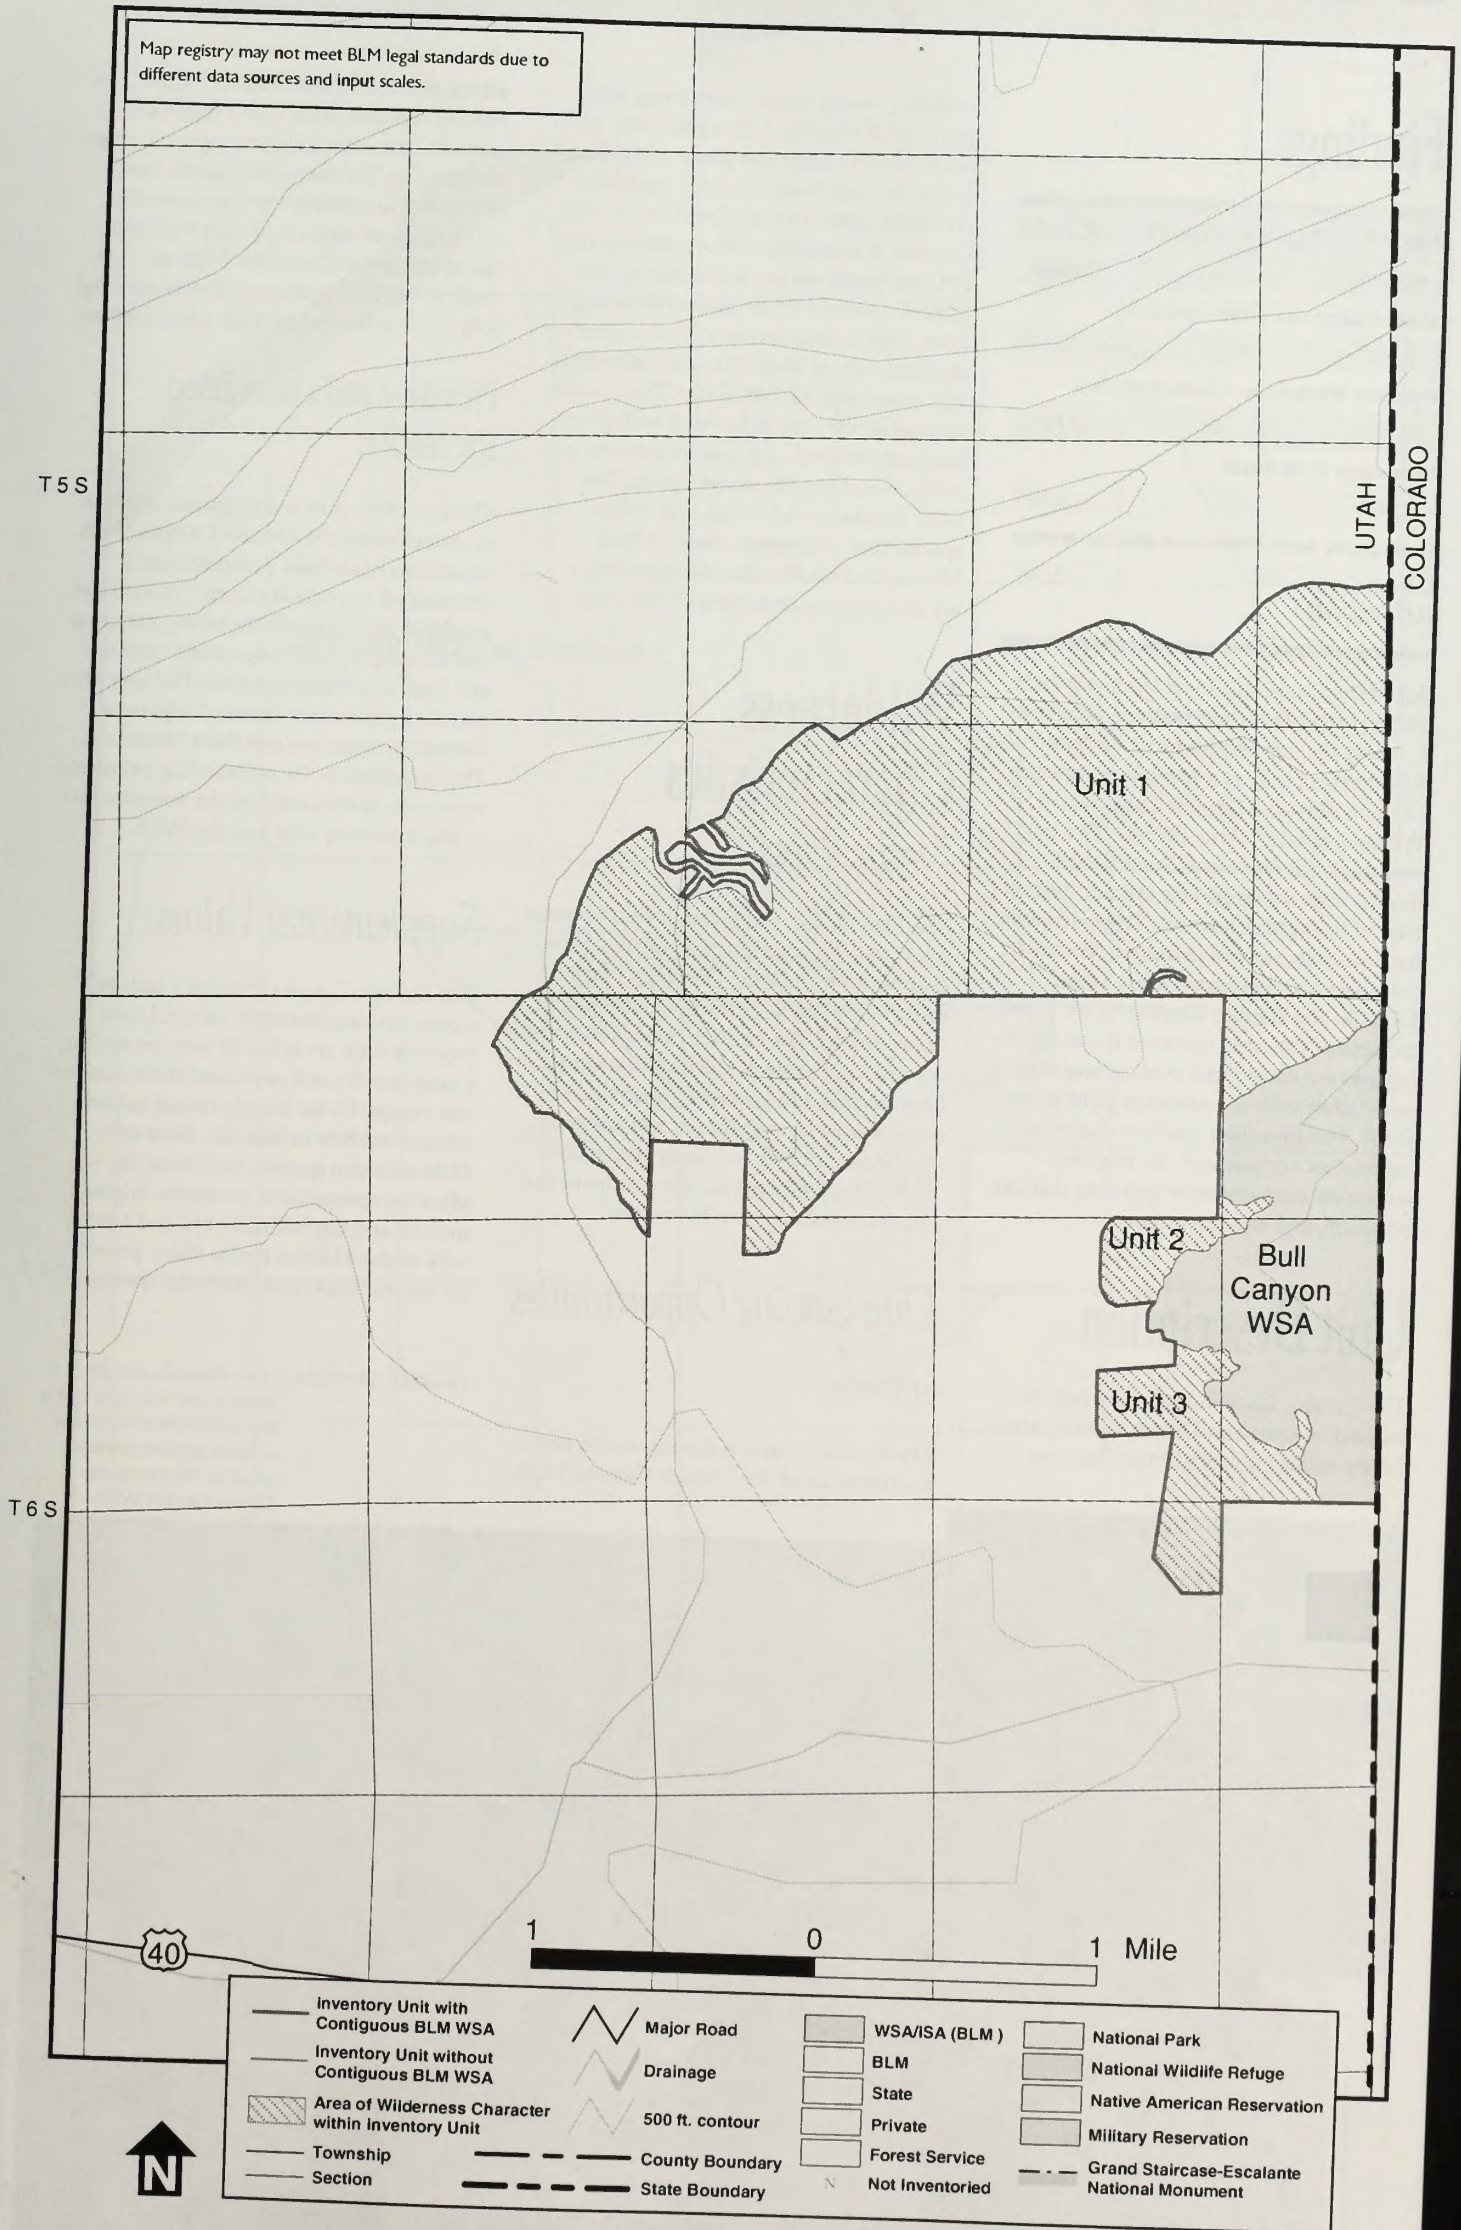 Map registry may not meet BLM legal standards due to
different data sources and input scales.
T5S
UTAH
COLORADO
Unit 1
Unit 2
Bull
Canyon
WSA
Unit 3
T6S
40
1
0
1 Mile
Inventory Unit with
Contiguous BLM WSA
Inventory Unit without
Contiguous BLM WSA
Area of Wilderness Character
within Inventory Unit
Township
Section
Major Road
Drainage
500 ft. contour
County Boundary
State Boundary
WSA/ISA (BLM )
BLM
State
Private
Forest Service
N Not Inventoried
National Park
National Wildlife Refuge
Native American Reservation
Military Reservation
Grand Staircase-Escalante
National Monument
N